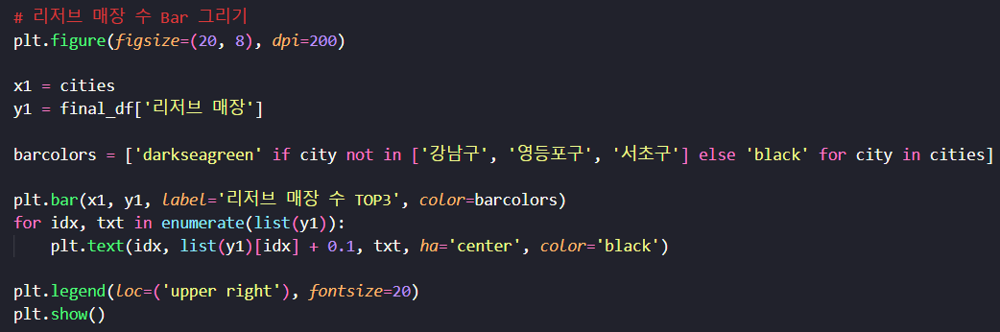 # 리저브 매장 수 Bar 그리기
plt.figure(figsize=(20, 8), dpi=200)
x1 = cities
y1 = final_df['리저브 매장']
barcolors = ['darkseagreen' if city not in ['강남구', '영등포구', '서초구'] else 'black' for city in cities]
plt.bar(x1, y1, label='리저브 매장 수 TOP3', color=barcolors)
for idx, txt in enumerate(list(y1)):
    plt.text(idx, list(y1)[idx] + 0.1, txt, ha='center', color='black')
plt.legend(loc=('upper right'), fontsize=20)
plt.show()